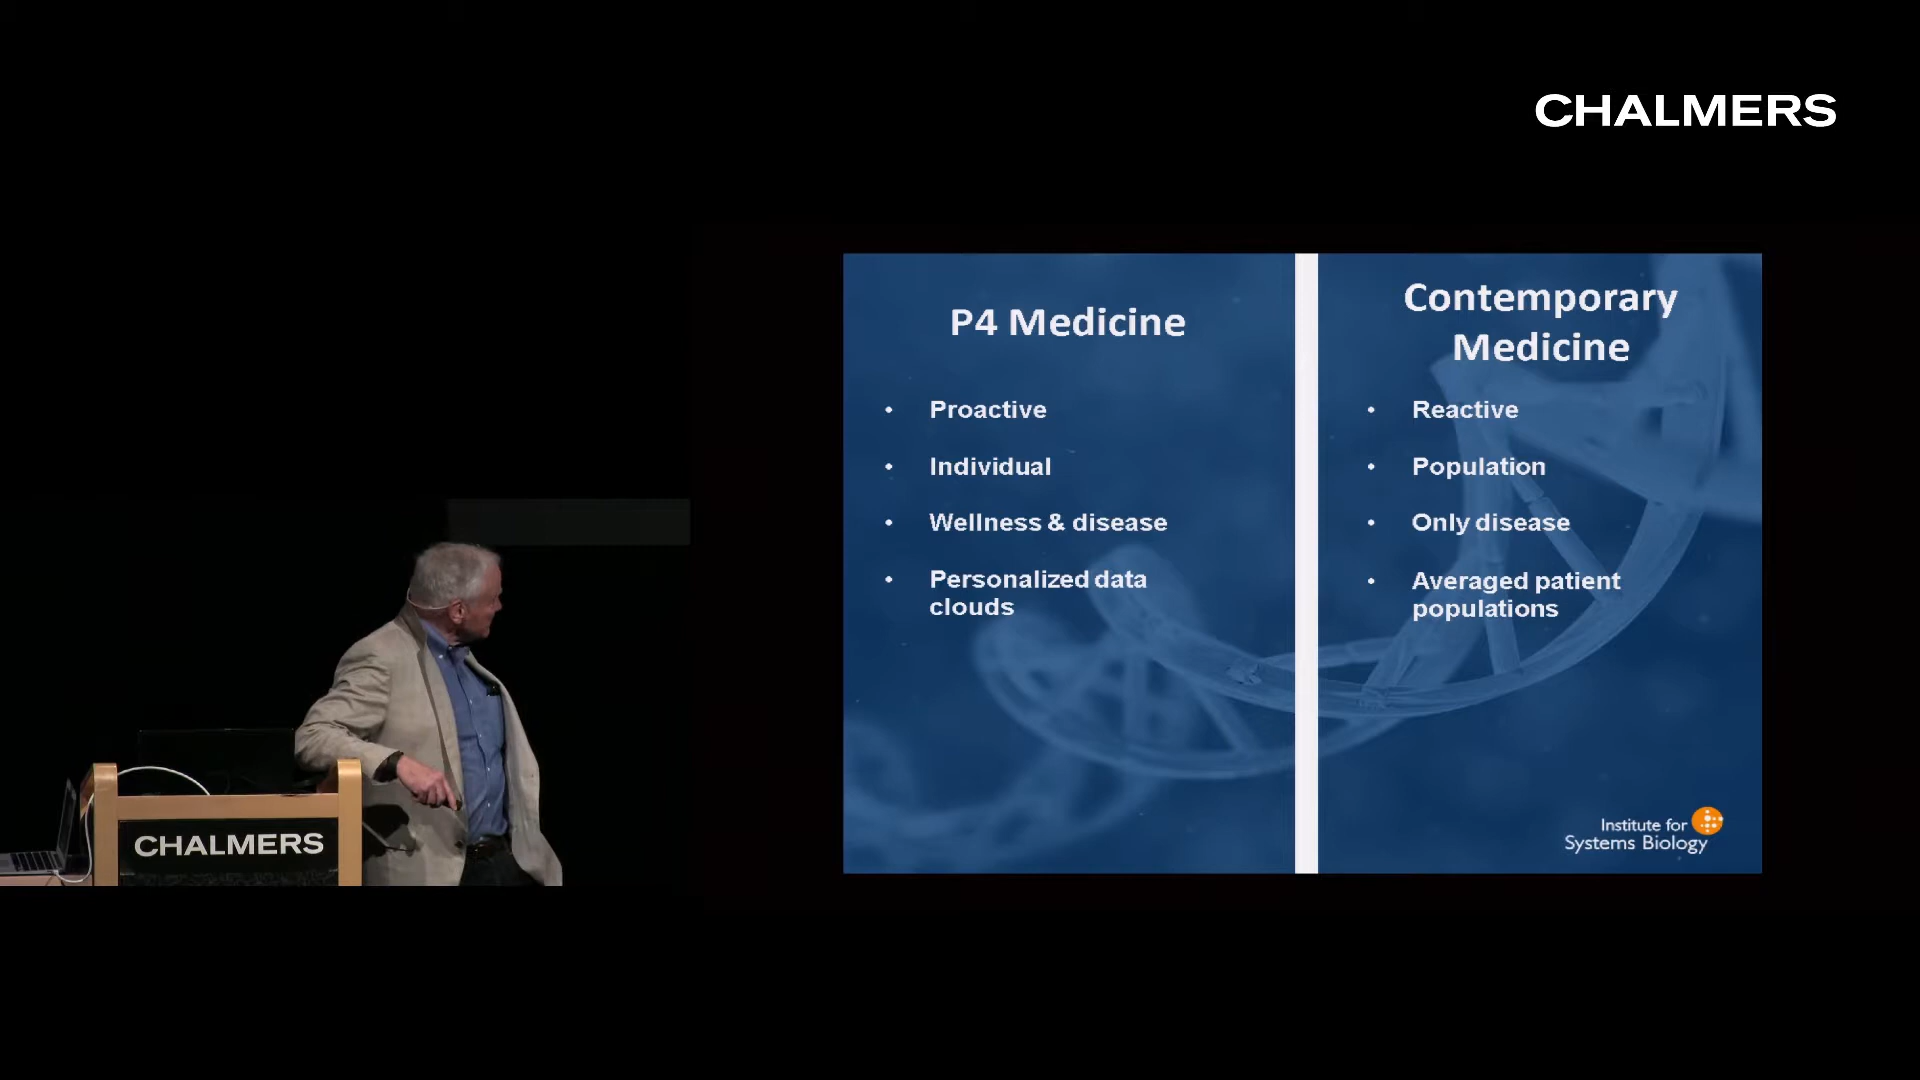 CHALMERS
P4 Medicine
• Proactive
• Individual
• Wellness & disease
• Personalized data
clouds
Contemporary
Medicine
• Reactive
• Population
• Only disease
• Averaged patient
populations
Institute for
Systems Biology
CHALMERS